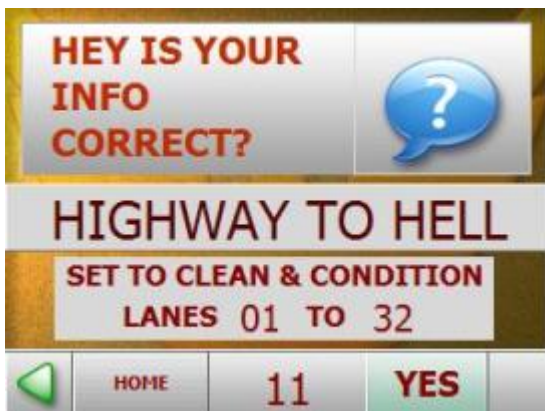 HEY IS YOUR
INFO
CORRECT?
?
HIGHWAY TO HELL
SET TO CLEAN & CONDITION
LANES 01 TO 32
HOME 11 YES